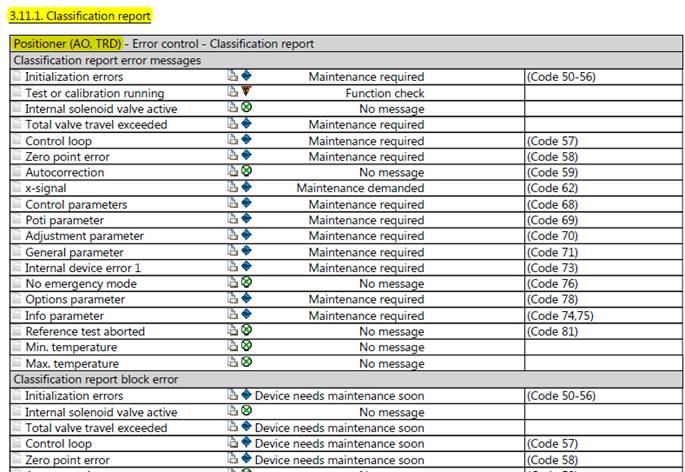 3.11.1. Classification report
Positioner (AO, TRD) - Error control - Classification report
Classification report error messages
Initialization errors Maintenance required (Code 50-56)
Test or calibration running Function check
Internal solenoid valve active No message
Total valve travel exceeded Maintenance required
Control loop Maintenance required (Code 57)
Zero point error Maintenance required (Code 58)
Autocorrection No message (Code 59)
x-signal Maintenance demanded (Code 62)
Control parameters Maintenance required (Code 68)
Poti parameter Maintenance required (Code 69)
Adjustment parameter Maintenance required (Code 70)
General parameter Maintenance required (Code 71)
Internal device error 1 Maintenance required (Code 73)
No emergency mode No message (Code 76)
Options parameter Maintenance required (Code 78)
Info parameter Maintenance required (Code 74,75)
Reference test aborted No message (Code 81)
Min. temperature No message
Max. temperature No message
Classification report block error
Initialization errors Device needs maintenance soon (Code 50-56)
Internal solenoid valve active No message
Total valve travel exceeded Device needs maintenance soon
Control loop Device needs maintenance soon (Code 57)
Zero point error Device needs maintenance soon (Code 58)